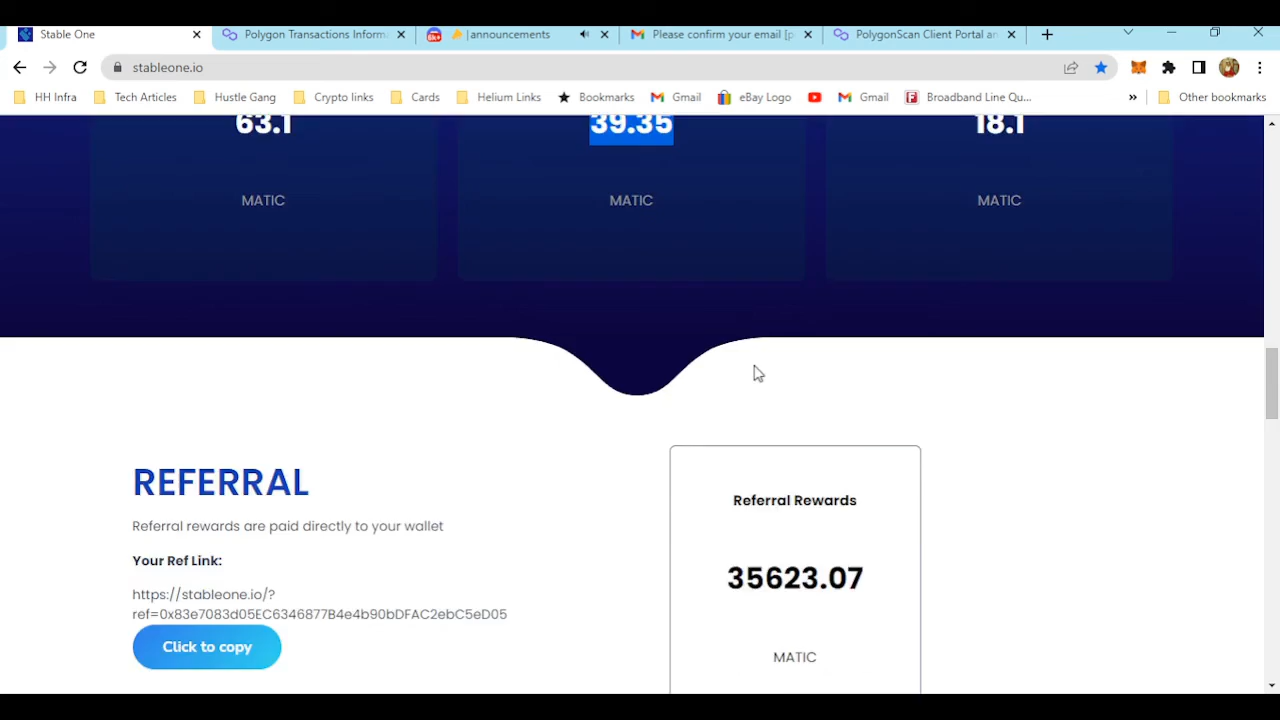 Stable One
Polygon Transactions Informa
| announcements
Please confirm your email [p
PolygonScan Client Portal an
stableone.io
HH Infra
Tech Articles
Hustle Gang
Crypto links
Cards
Helium Links
Bookmarks
Gmail
eBay Logo
Gmail
Broadband Line Qu...
»
Other bookmarks
63.1
39.35
18.1
MATIC
MATIC
MATIC
REFERRAL
Referral rewards are paid directly to your wallet
Your Ref Link:
https://stableone.io/?
ref=0x83e7083d05EC6346877B4e4b90bDFAC2ebC5eD05
Click to copy
Referral Rewards
35623.07
MATIC